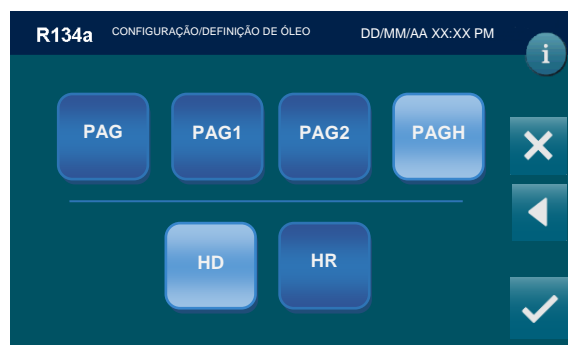 R134a CONFIGURAÇÃO/DEFINIÇÃO DE ÓLEO DD/MM/AA XX:XX PM
i
PAG PAG1 PAG2 PAGH
HD HR